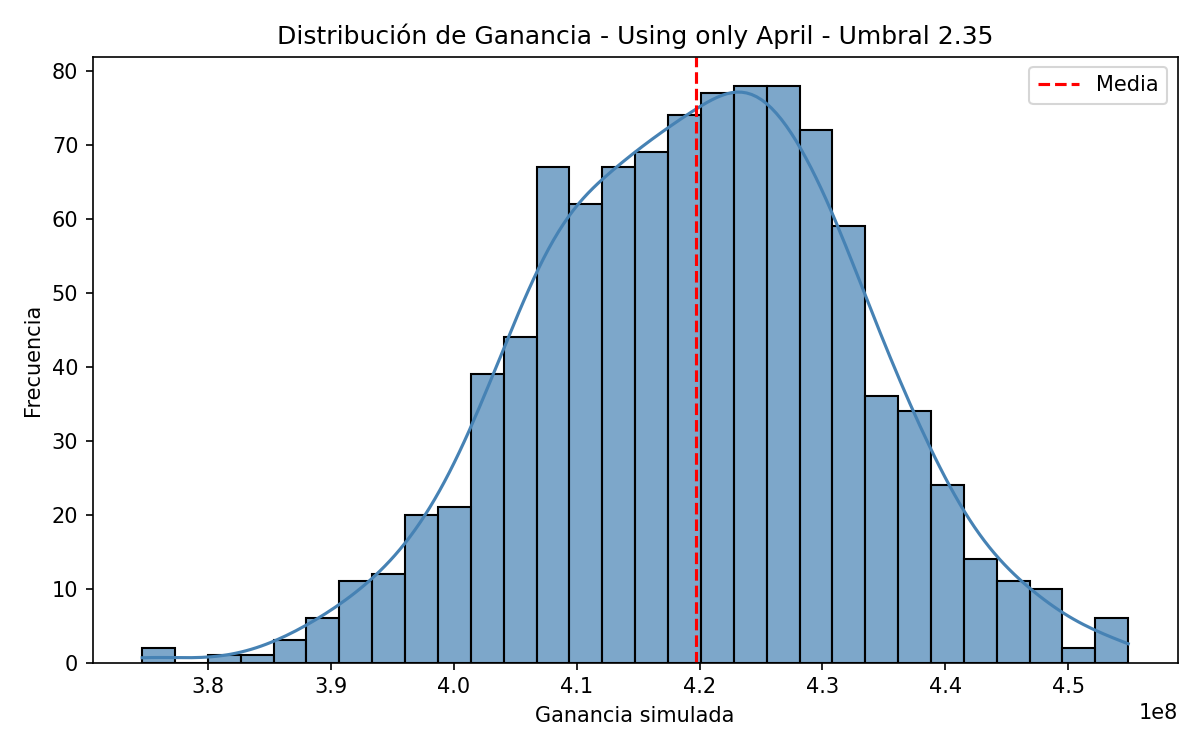 Distribución de Ganancia - Using only April - Umbral 2.35
Media
Frecuencia
80
70
60
50
40
30
20
10
0
3.8 3.9 4.0 4.1 4.2 4.3 4.4 4.5
1e8
Ganancia simulada